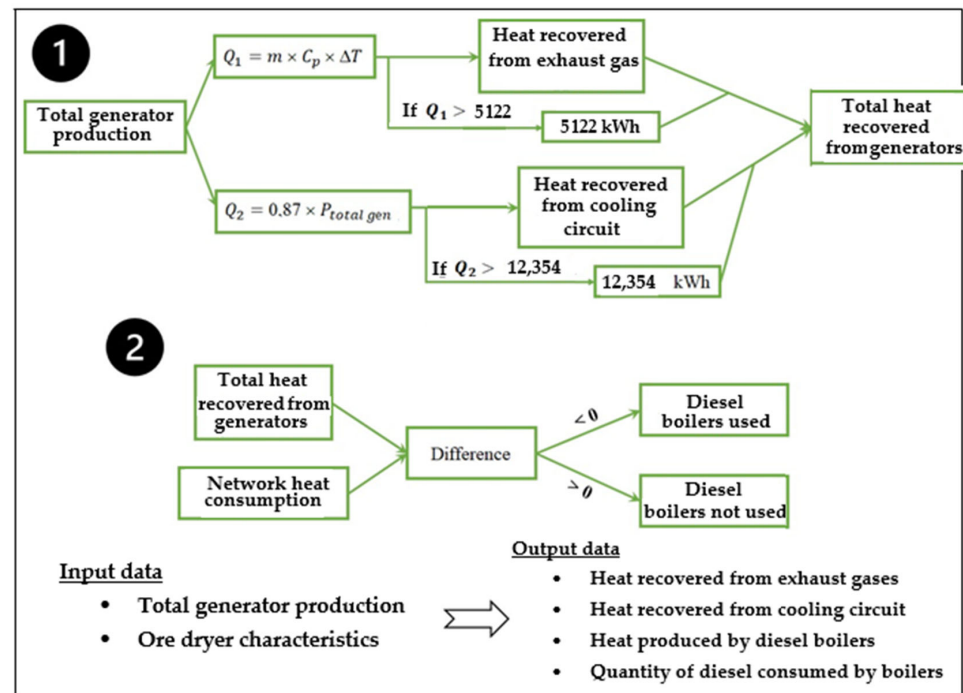 1
Total generator
production
Q₁ = m × Cₚ × ΔT
Heat recovered
from exhaust gas
If Q₁ > 5122
5122 kWh
Total heat
recovered
fromgenerators
Q₂ = 0.87 × P_total gen
Heat recovered
from cooling
circuit
If Q₂ > 12,354
12,354 kWh
2
Total heat
recovered from
generators
Network heat
consumption
Difference
<0
>0
Diesel
boilers used
Diesel
boilers not used
Input data
• Total generator production
• Ore dryer characteristics
Output data
• Heat recovered from exhaust gases
• Heat recovered from cooling circuit
• Heat produced by diesel boilers
• Quantity of diesel consumed by boilers